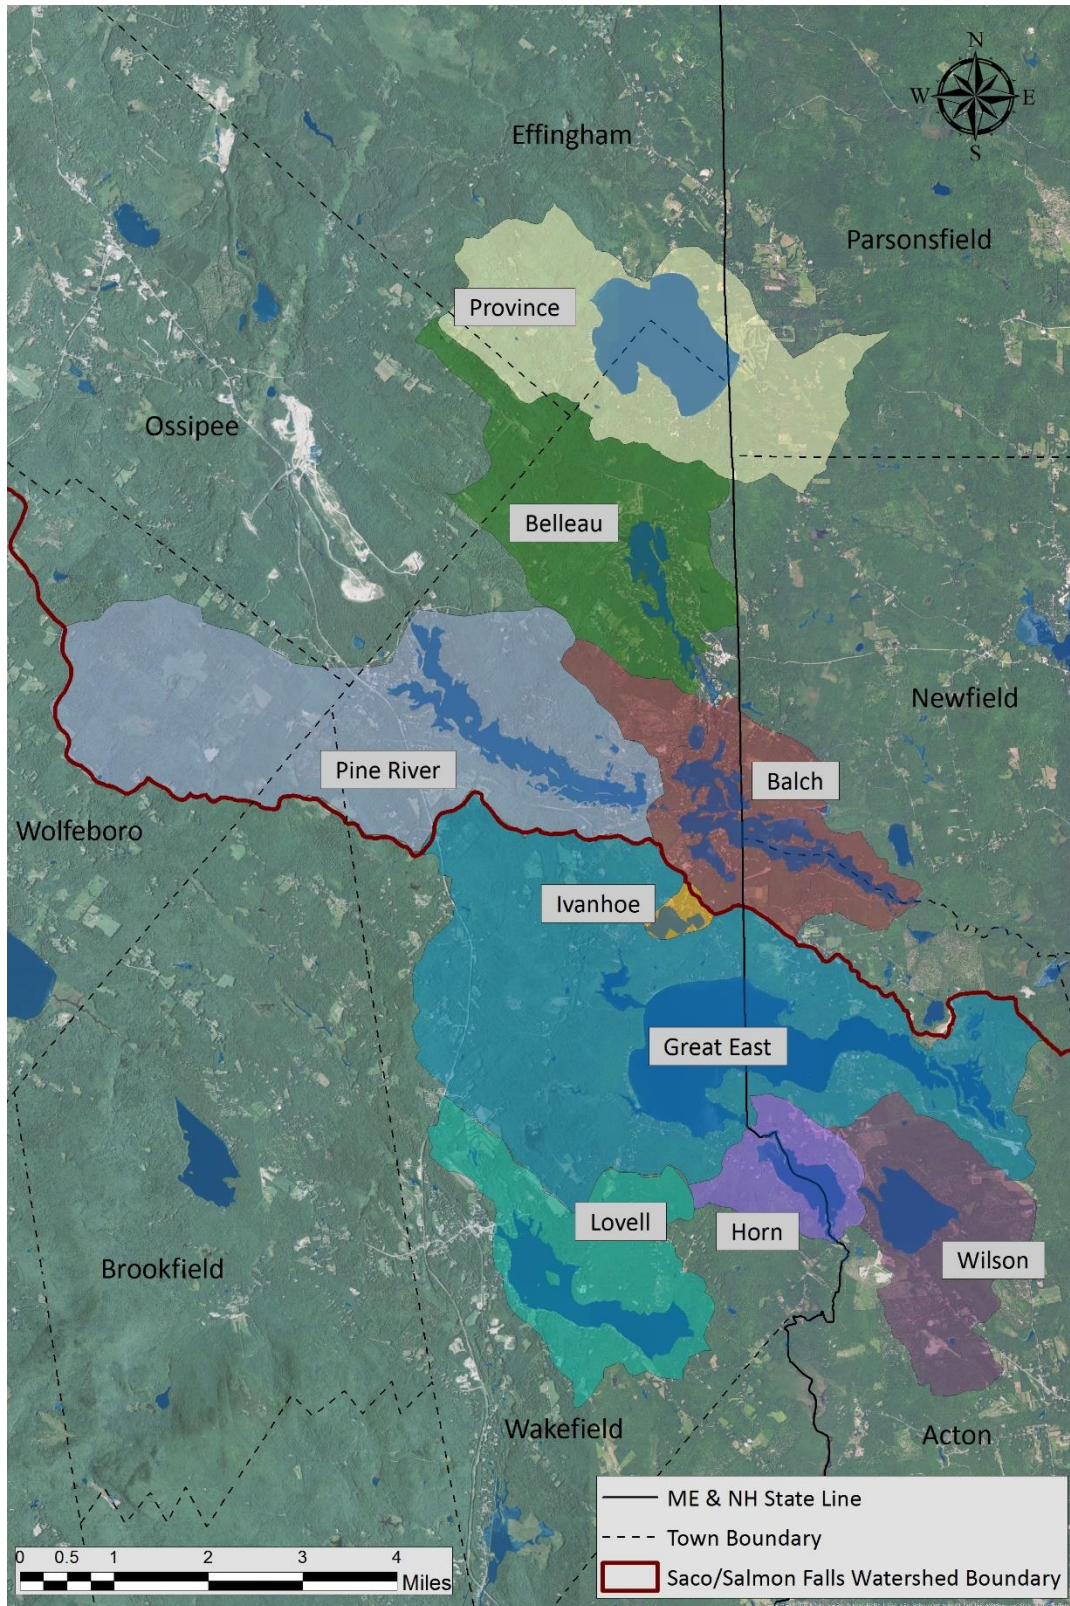 N
W E
S
Effingham
Parsonsfield
Province
Ossipee
Belleau
Newfield
Pine River
Balch
Wolfeboro
Ivanhoe
Great East
Lovell
Horn
Wilson
Brookfield
Wakefield
Acton
ME & NH State Line
Town Boundary
Saco/Salmon Falls Watershed Boundary
0 0.5 1 2 3 4
Miles